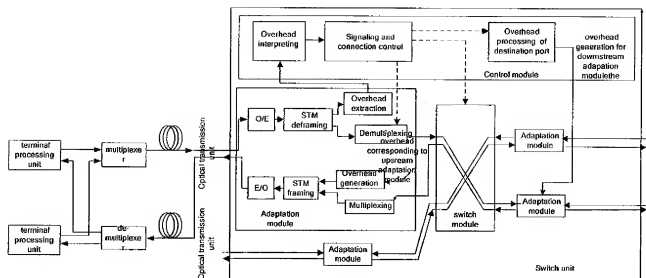 Overhead
interpreting
Signaling and
connection control
Overhead
processing of
destination port
overhead
generation for
downstream
adapation
modulethe
Control module
Overhead
extraction
O/E
STM
deframing
Demultiplexing
overhead
corresponding to
upsream
adaptation
module
Overhead
generation
E/O
STM
framing
Multiplexing
Adaptation
module
switch
module
Adaptation
module
Adaptation
module
Adaptation
module
Switch unit
terminal
processing
unit
multiplexe
r
Optical transmission
unit
terminal
processing
unit
de-
multiplexe
r
Optical transmission
unit